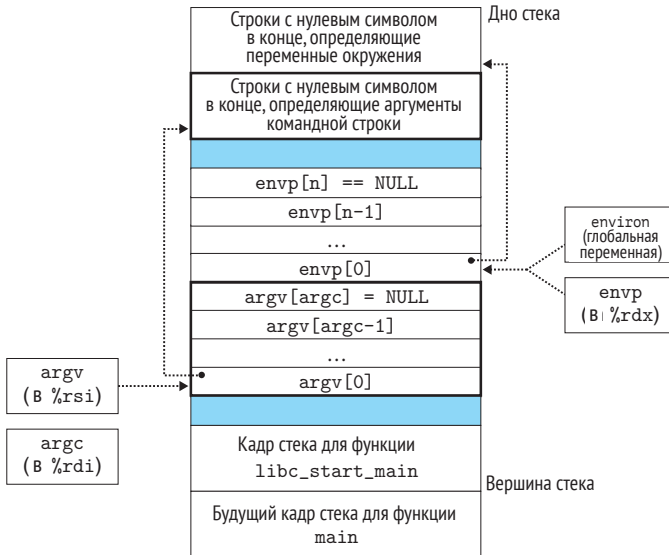 Строки с нулевым символом
в конце, определяющие
переменные окружения
Дно стека
Строки с нулевым символом
в конце, определяющие аргументы
командной строки
envp[n] == NULL
envp[n-1]
...
envp[0]
environ
(глобальная
переменная)
envp
(в %rdx)
argv[argc] = NULL
argv[argc-1]
...
argv[0]
argv
(в %rsi)
argc
(в %rdi)
Кадр стека для функции
libc_start_main
Вершина стека
Будущий кадр стека для функции
main